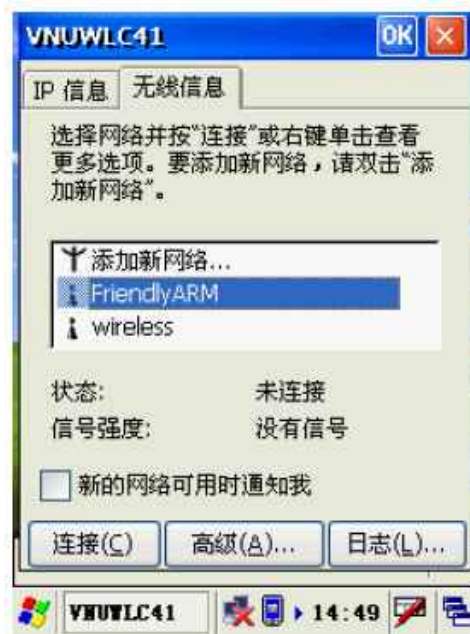 VNUWLC41 OK
IP 信息 无线信息
选择网络并按“连接”或右键单击查看
更多选项。要添加新网络，请双击“添
加新网络”。
添加新网络...
FriendlyARM
wireless
状态: 未连接
信号强度: 没有信号
新的网络可用时通知我
连接(C) 高级(A)... 日志(L)...
VNUWLC41 14:49